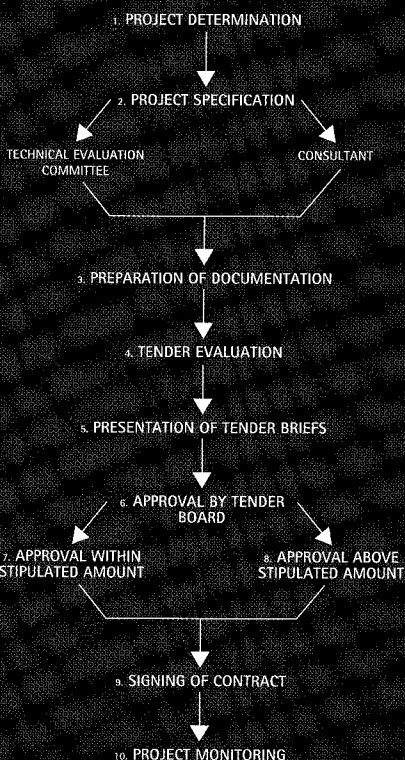 1. PROJECT DETERMINATION
2. PROJECT SPECIFICATION
TECHNICAL EVALUATION
COMMITTEE
CONSULTANT
3. PREPARATION OF DOCUMENTATION
4. TENDER EVALUATION
5. PRESENTATION OF TENDER BRIEFS
6. APPROVAL BY TENDER
BOARD
7. APPROVAL WITHIN
STIPULATED AMOUNT
8. APPROVAL ABOVE
STIPULATED AMOUNT
9. SIGNING OF CONTRACT
10. PROJECT MONITORING